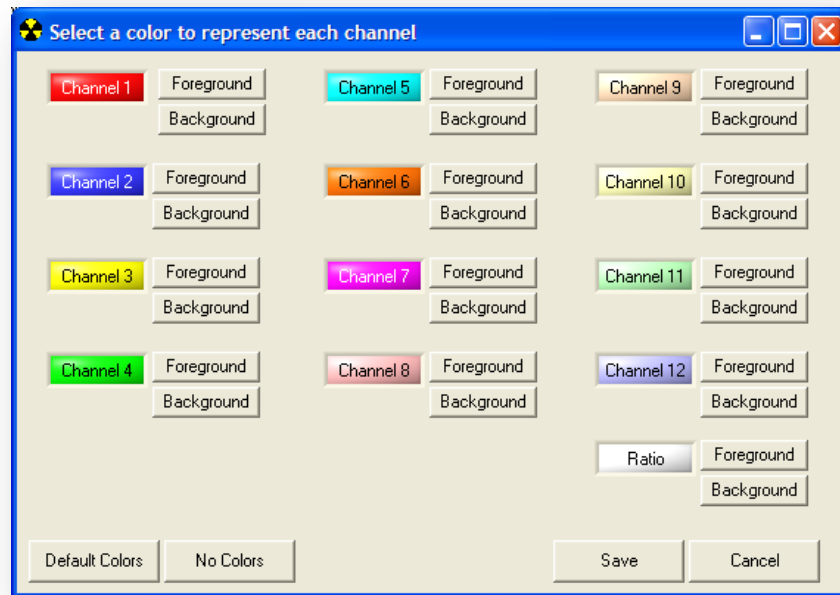 Select a color to represent each channel
Channel 1 Foreground Channel 5 Foreground Channel 9 Foreground
Background Background Background
Channel 2 Foreground Channel 6 Foreground Channel 10 Foreground
Background Background Background
Channel 3 Foreground Channel 7 Foreground Channel 11 Foreground
Background Background Background
Channel 4 Foreground Channel 8 Foreground Channel 12 Foreground
Background Background Background
Ratio Foreground
Background
Default Colors No Colors Save Cancel